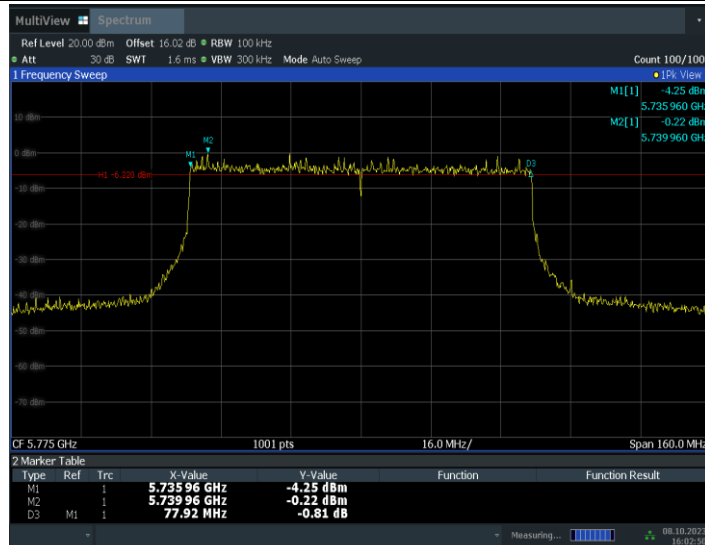 MultiView Spectrum
Ref Level 20.00 dBm Offset 16.02 dB RBW 100 kHz
Att 30 dB SWT 1.6 ms VBW 300 kHz Mode Auto Sweep Count 100/100
1 Frequency Sweep 1Pk View
M1[1] -4.25 dBm
5.735 960 GHz
M2[1] -0.22 dBm
5.739 960 GHz
10 dBm
M2
0 dBm
M1
D3
H1 -6.220 dBm
-10 dBm
-20 dBm
-30 dBm
-40 dBm
-50 dBm
-60 dBm
-70 dBm
CF 5.775 GHz 1001 pts 16.0 MHz/ Span 160.0 MHz
2 Marker Table
Type Ref Trc X-Value Y-Value Function Function Result
M1 1 5.735 96 GHz -4.25 dBm
M2 1 5.739 96 GHz -0.22 dBm
D3 M1 1 77.92 MHz -0.81 dB
Measuring... 08.10.2023
16:02:50